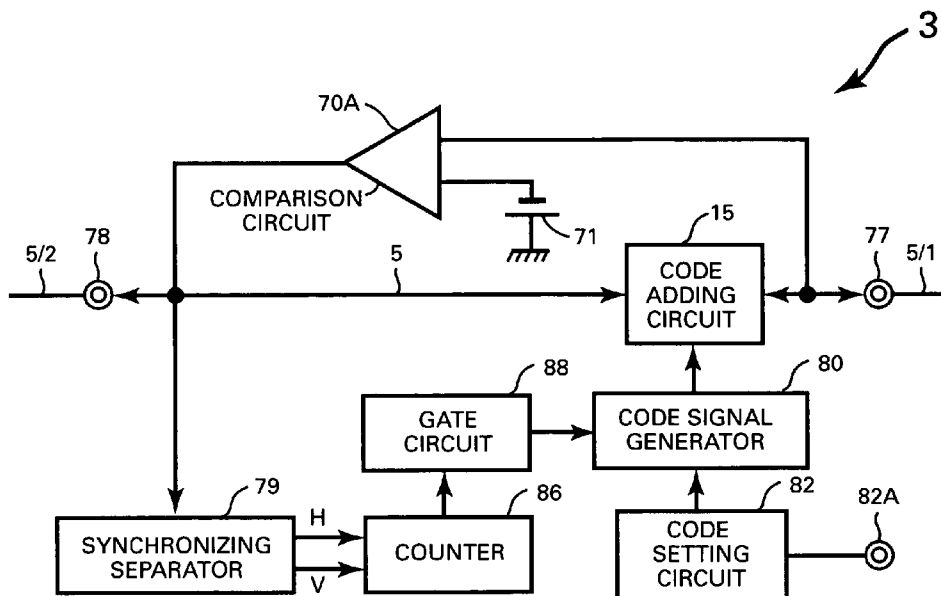 3
70A
COMPARISON
CIRCUIT
71
15
78
77
5/2
5
5/1
CODE
ADDING
CIRCUIT
88
80
GATE
CIRCUIT
CODE SIGNAL
GENERATOR
79
86
82
82A
H
SYNCHRONIZING
SEPARATOR
COUNTER
CODE
SETTING
CIRCUIT
V